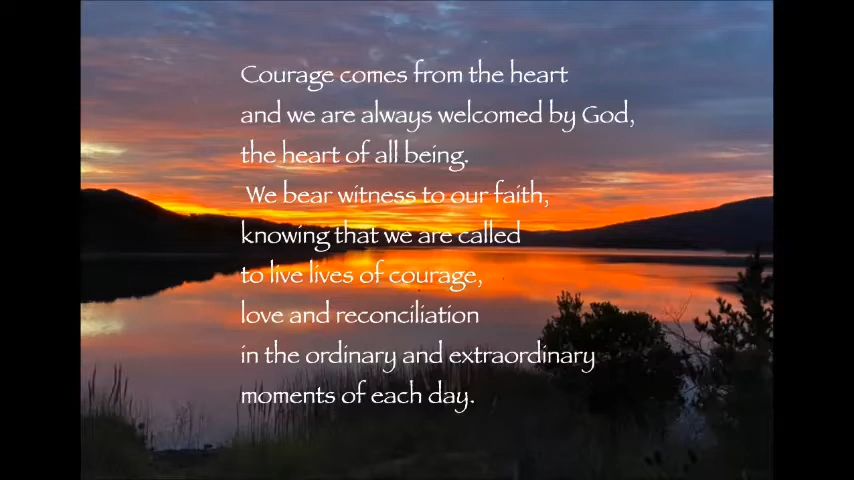 Courage comes from the heart
and we are always welcomed by God,
the heart of all being.
We bear witness to our faith,
knowing that we are called
to live lives of courage,
love and reconciliation
in the ordinary and extraordinary
moments of each day.